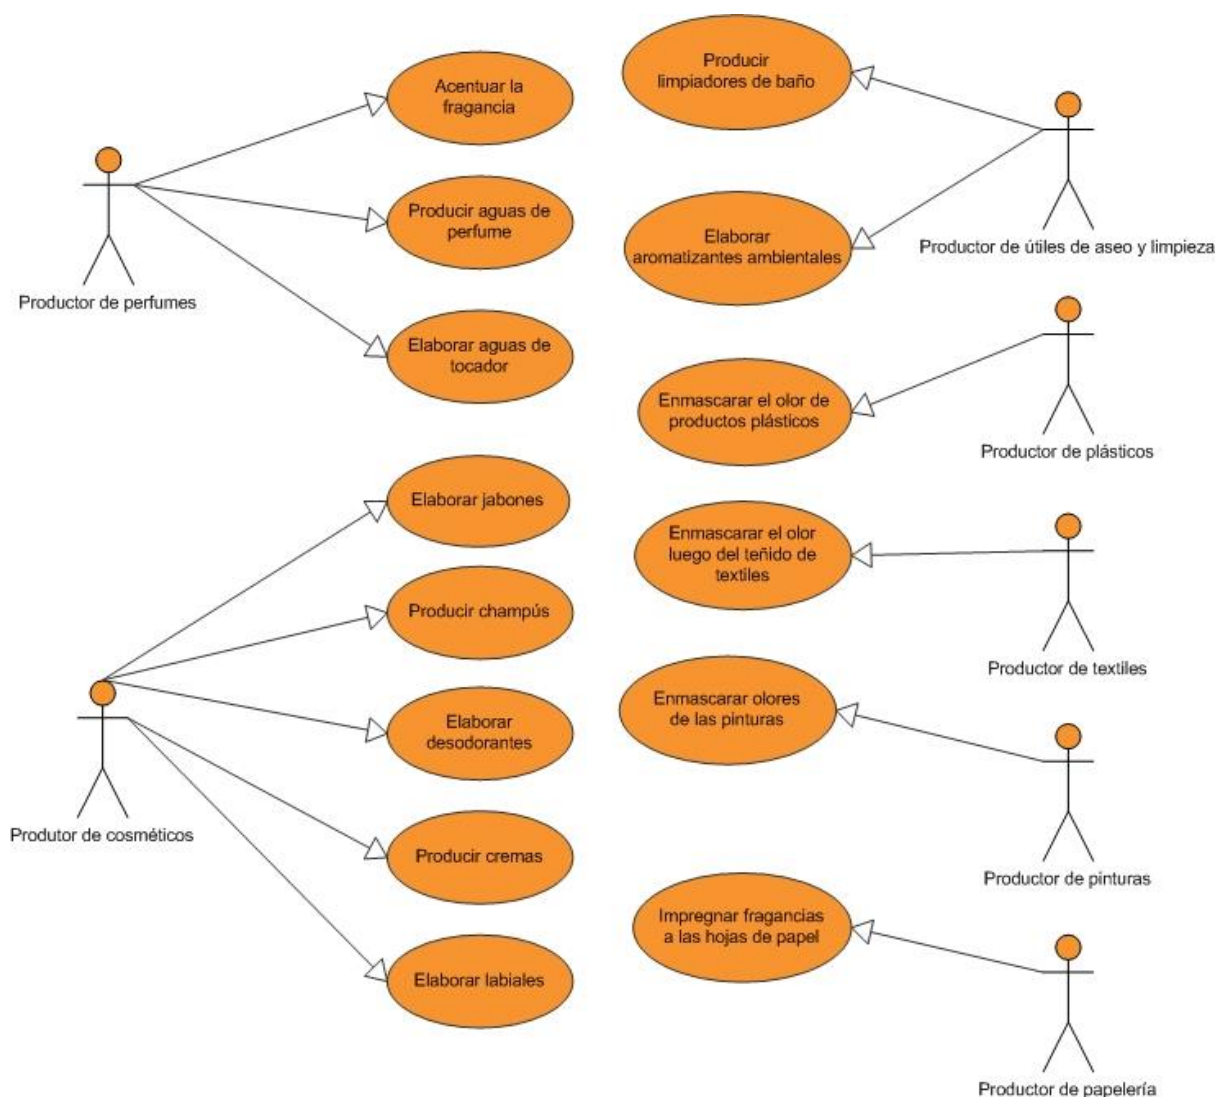 Acentuar la
fragancia
Producir aguas de
perfume
Productor de perfumes
Elaborar aguas de
tocador
Elaborar jabones
Producir champús
Elaborar
desodorantes
Produtor de cosméticos
Producir cremas
Elaborar labiales
Producir
limpiadores de baño
Elaborar
aromatizantes ambientales
Productor de útiles de aseo y limpieza
Enmascarar el olor de
productos plásticos
Productor de plásticos
Enmascarar el olor
luego del teñido de
textiles
Productor de textiles
Enmascarar olores
de las pinturas
Productor de pinturas
Impregnar fragancias
a las hojas de papel
Productor de papelería